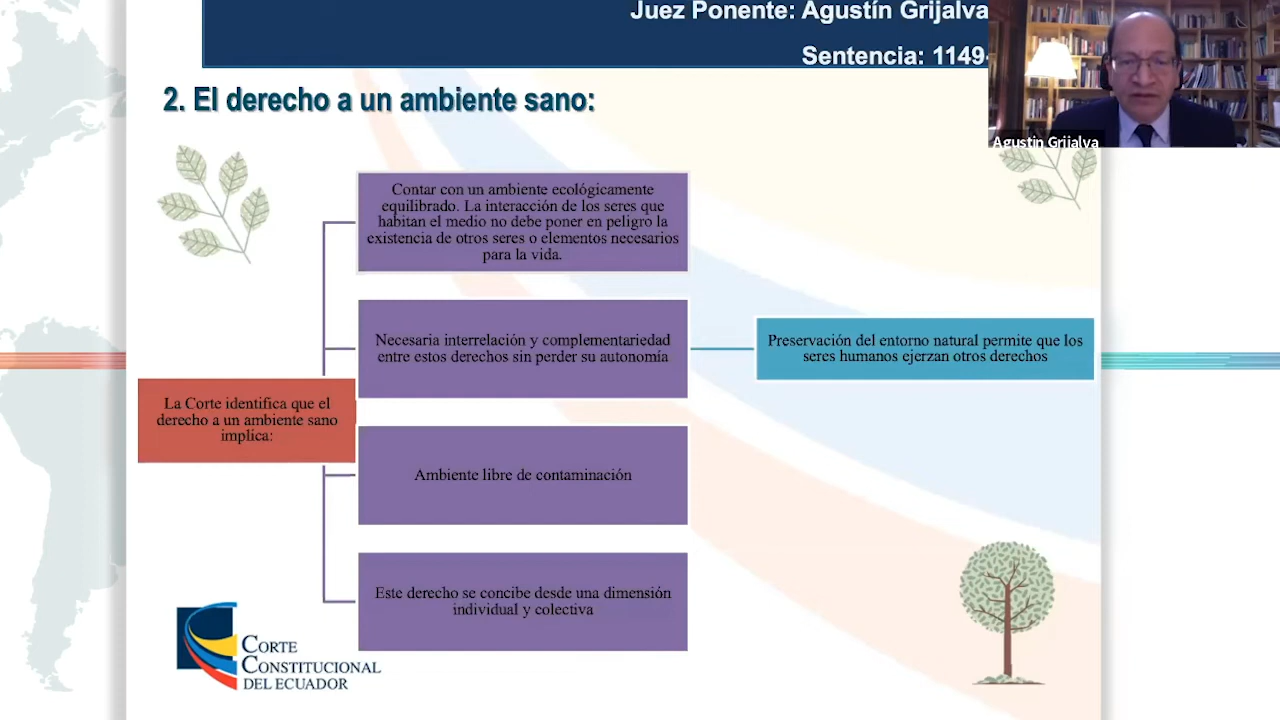 Juez Ponente: Agustín Grijalva
Sentencia: 1149-
Agustin Grijalva
2. El derecho a un ambiente sano:
Contar con un ambiente ecológicamente
equilibrado. La interacción de los seres que
habitan el medio no debe poner en peligro la
existencia de otros seres o elementos necesarios
para la vida.
Necesaria interrelación y complementariedad
entre estos derechos sin perder su autonomía
Preservación del entorno natural permite que los
seres humanos ejerzan otros derechos
La Corte identifica que el
derecho a un ambiente sano
implica:
Ambiente libre de contaminación
Este derecho se concibe desde una dimensión
individual y colectiva
CORTE
CONSTITUCIONAL
DEL ECUADOR